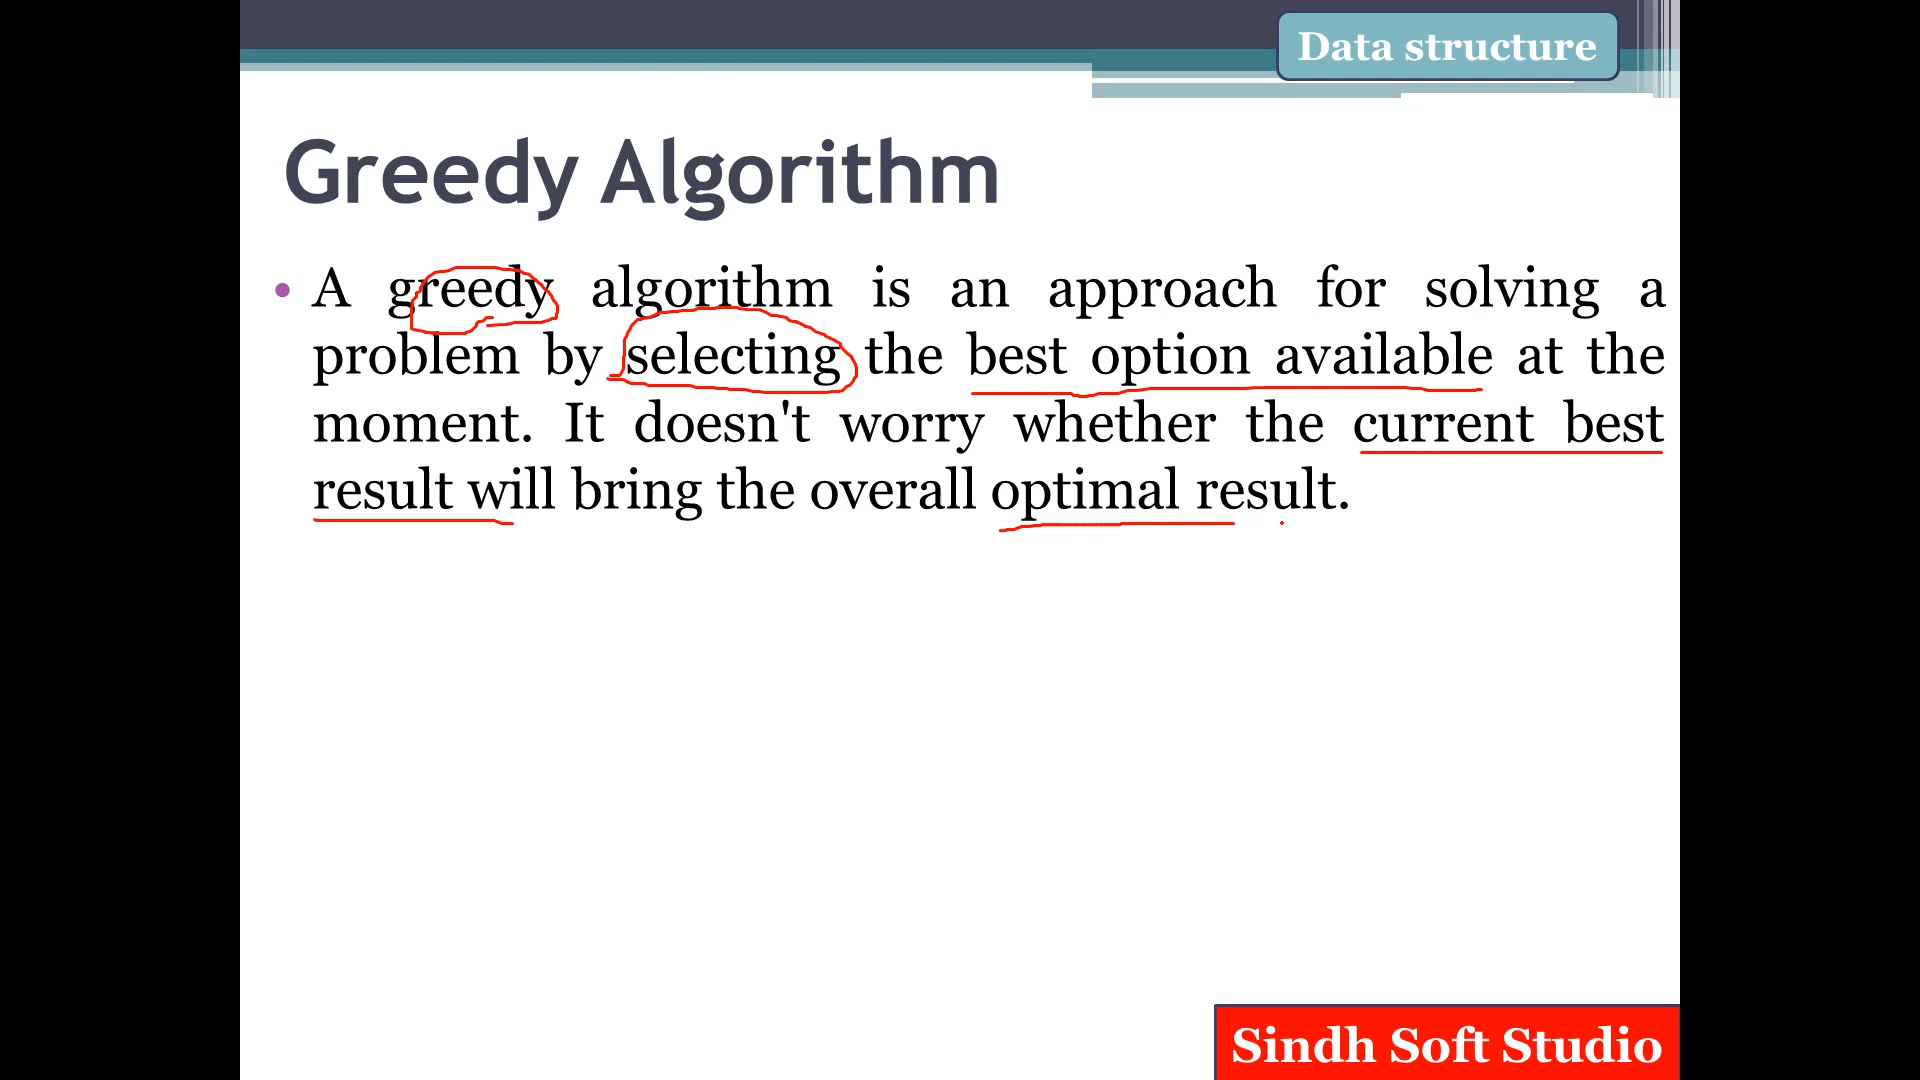 Data structure
Greedy Algorithm
• A greedy algorithm is an approach for solving a
problem by selecting the best option available at the
moment. It doesn't worry whether the current best
result will bring the overall optimal result.
Sindh Soft Studio